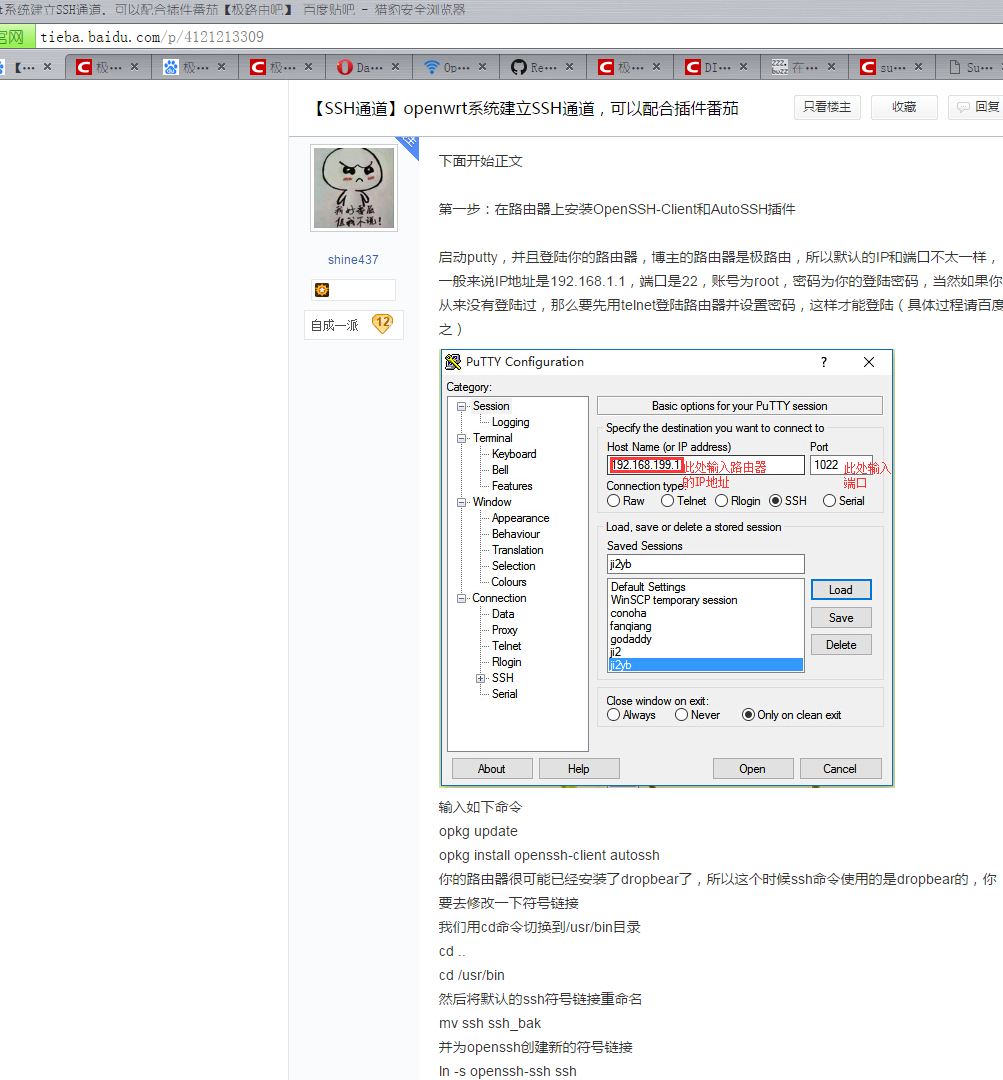 系统建立SSH通道，可以配合插件番茄【极路由吧】_百度贴吧 - 猎豹安全浏览器
官网
tieba.baidu.com/p/4121213309
【···
极···
极···
极···
Da···
Op···
Re···
极···
DI···
在···
su···
Su···
【SSH通道】openwrt系统建立SSH通道，可以配合插件番茄
只看楼主
收藏
回复
我好羞涩
但我不说!
shine437
自成一派 12
下面开始正文
第一步：在路由器上安装OpenSSH-Client和AutoSSH插件
启动putty，并且登陆你的路由器，博主的路由器是极路由，所以默认的IP和端口不太一样，
一般来说IP地址是192.168.1.1，端口是22，账号为root，密码为你的登陆密码，当然如果你
从来没有登陆过，那么要先用telnet登陆路由器并设置密码，这样才能登陆（具体过程请百度
之）
PuTTY Configuration
?
Category:
Session
Logging
Terminal
Keyboard
Bell
Features
Window
Appearance
Behaviour
Translation
Selection
Colours
Connection
Data
Proxy
Telnet
Rlogin
SSH
Serial
Basic options for your PuTTY session
Specify the destination you want to connect to
Host Name (or IP address)
Port
192.168.199.1
此处输入路由器
的IP地址
1022
此处输入
端口
Connection type:
Raw
Telnet
Rlogin
SSH
Serial
Load, save or delete a stored session
Saved Sessions
ji2yb
Default Settings
WinSCP temporary session
conoha
fanqiang
godaddy
ji2
ji2yb
Load
Save
Delete
Close window on exit:
Always
Never
Only on clean exit
About
Help
Open
Cancel
输入如下命令
opkg update
opkg install openssh-client autossh
你的路由器很可能已经安装了dropbear了，所以这个时候ssh命令使用的是dropbear的，你
要去修改一下符号链接
我们用cd命令切换到/usr/bin目录
cd ..
cd /usr/bin
然后将默认的ssh符号链接重命名
mv ssh ssh_bak
并为openssh创建新的符号链接
ln -s openssh-ssh ssh